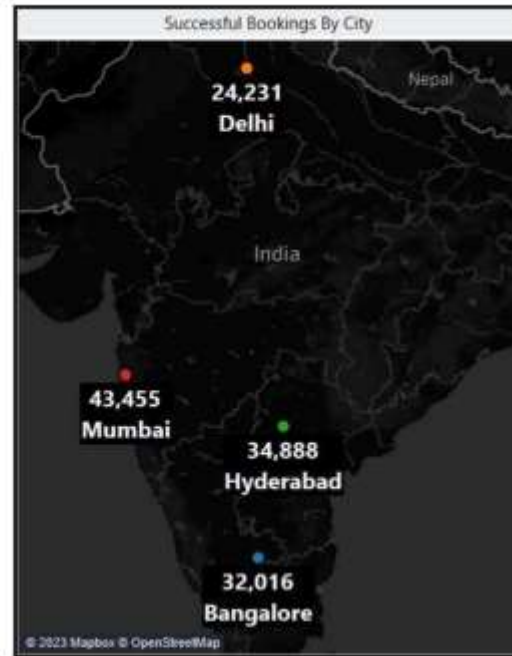 Successful Bookings By City
Nepal
24,231
Delhi
India
43,455
Mumbai
34,888
Hyderabad
32,016
Bangalore
© 2023 Mapbox © OpenStreetMap